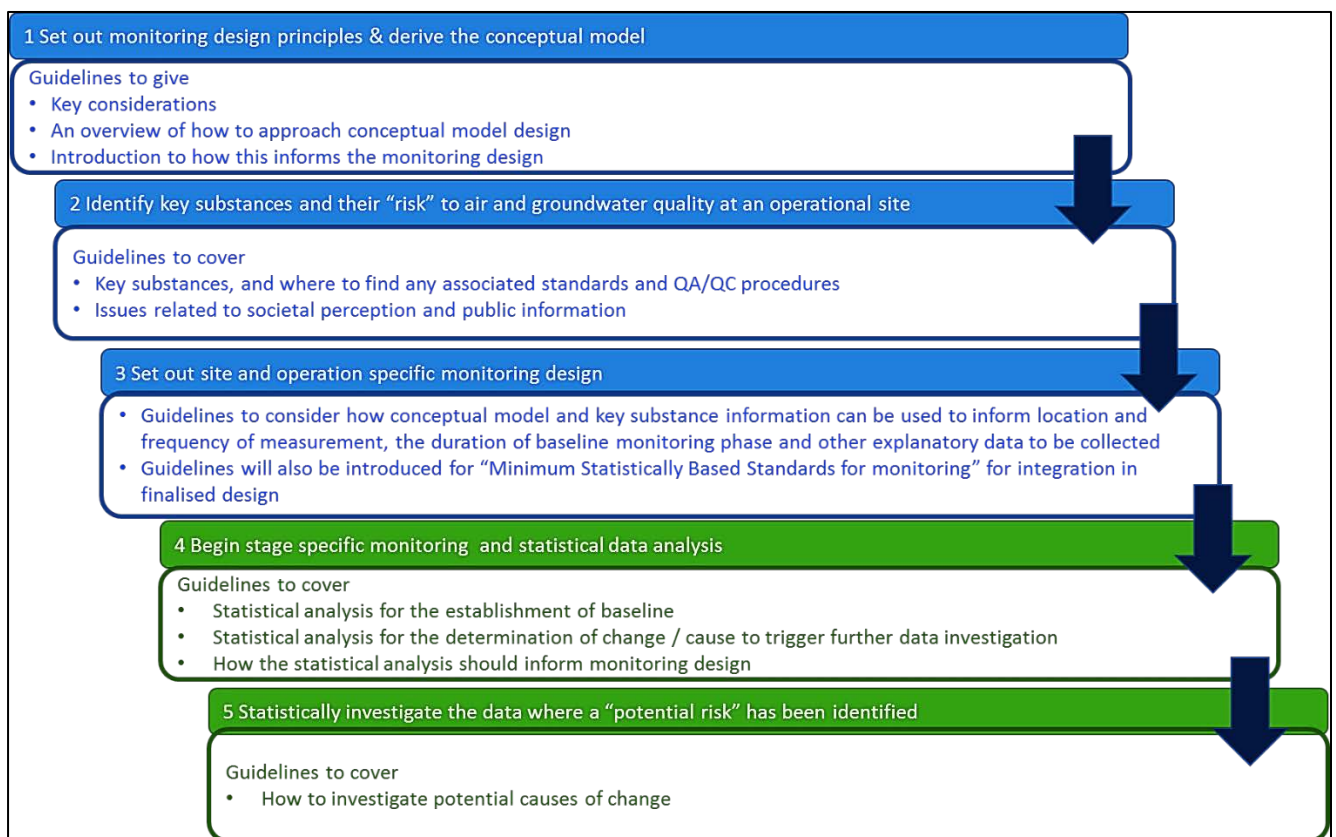 1 Set out monitoring design principles & derive the conceptual model
Guidelines to give
• Key considerations
• An overview of how to approach conceptual model design
• Introduction to how this informs the monitoring design
2 Identify key substances and their “risk” to air and groundwater quality at an operational site
Guidelines to cover
• Key substances, and where to find any associated standards and QA/QC procedures
• Issues related to societal perception and public information
3 Set out site and operation specific monitoring design
• Guidelines to consider how conceptual model and key substance information can be used to inform location and
frequency of measurement, the duration of baseline monitoring phase and other explanatory data to be collected
• Guidelines will also be introduced for “Minimum Statistically Based Standards for monitoring” for integration in
finalised design
4 Begin stage specific monitoring and statistical data analysis
Guidelines to cover
• Statistical analysis for the establishment of baseline
• Statistical analysis for the determination of change / cause to trigger further data investigation
• How the statistical analysis should inform monitoring design
5 Statistically investigate the data where a “potential risk” has been identified
Guidelines to cover
• How to investigate potential causes of change